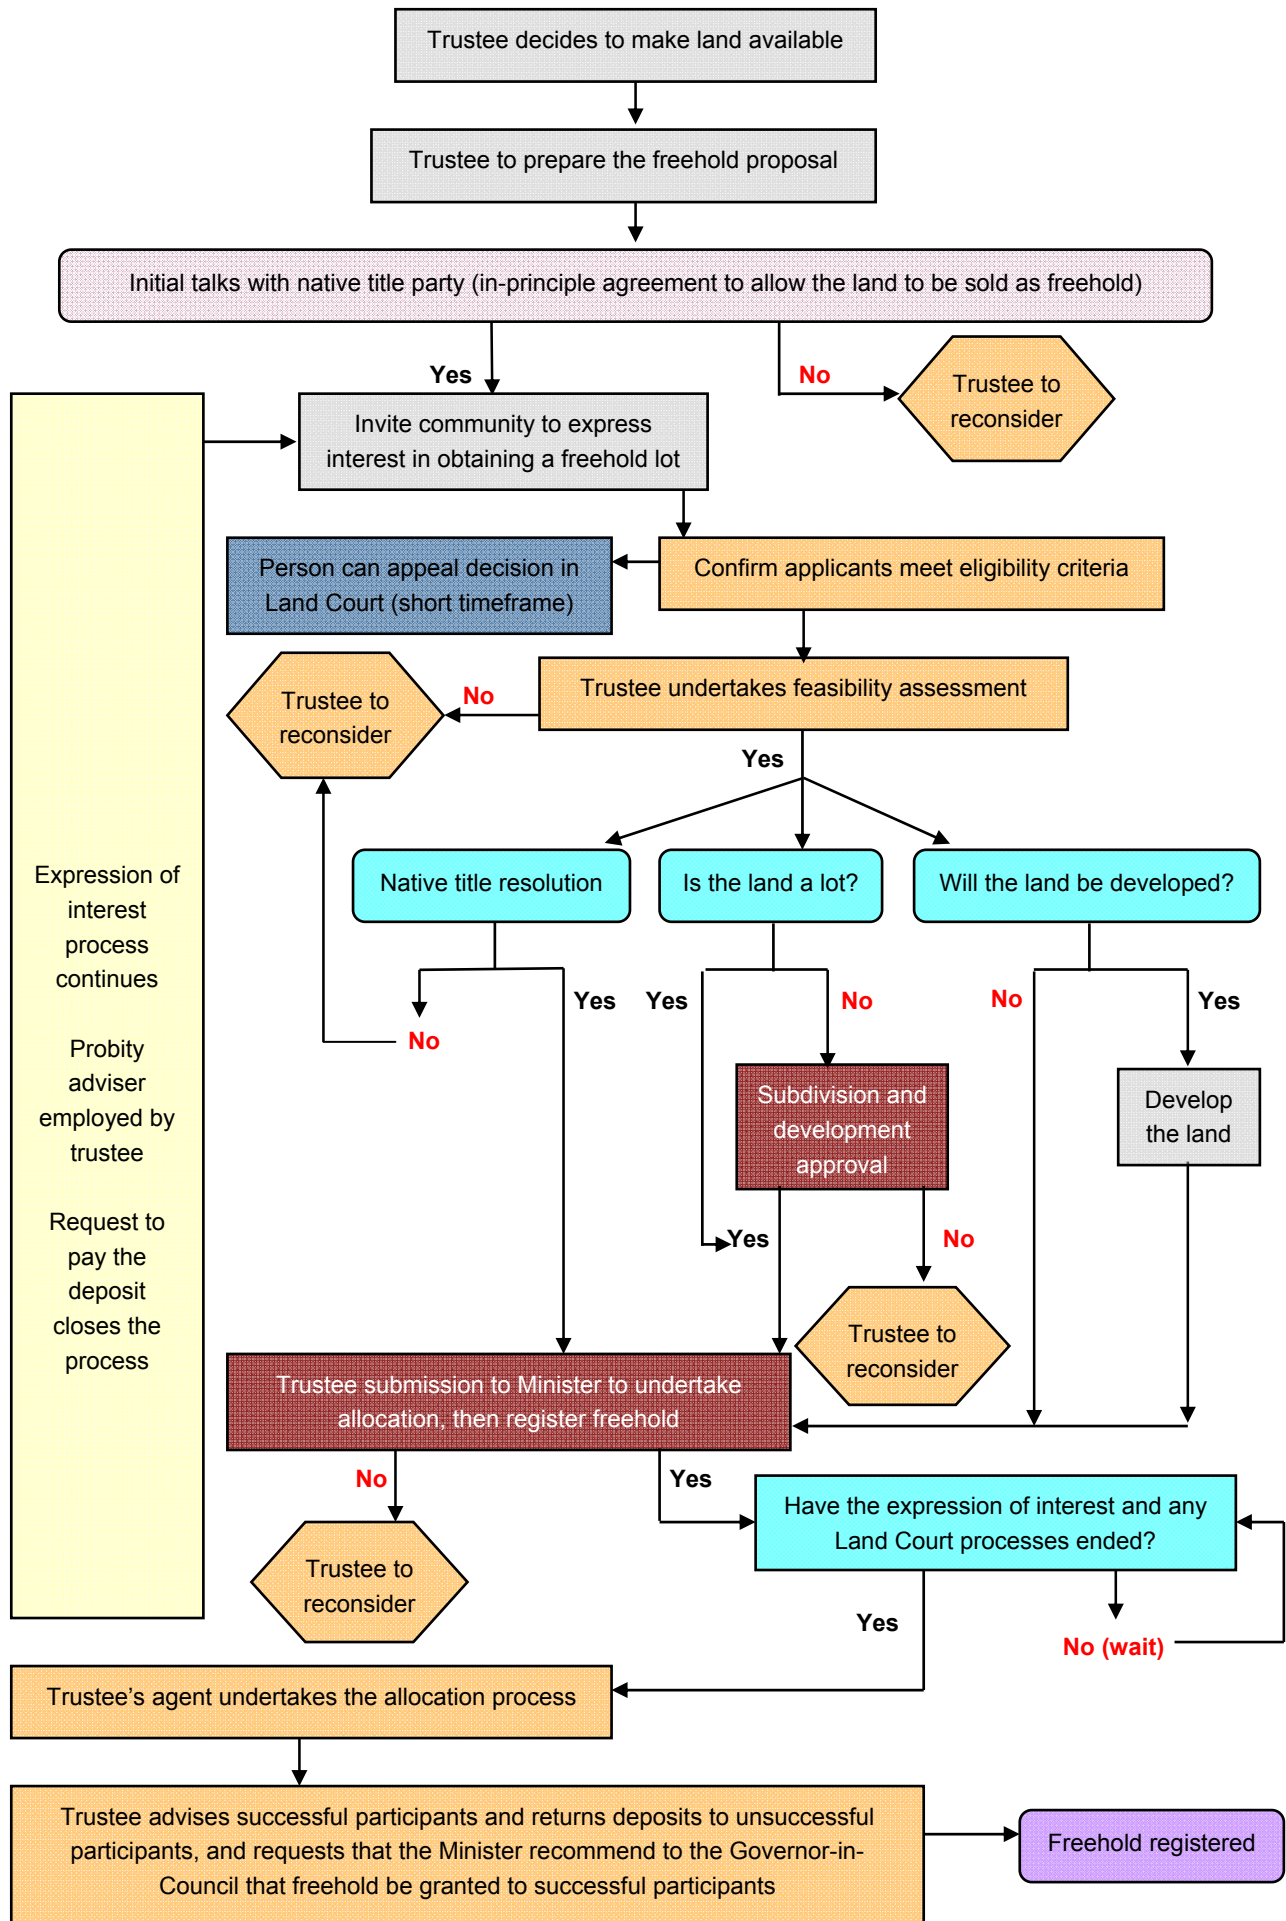 Trustee decides to make land available
Trustee to prepare the freehold proposal
Initial talks with native title party (in-principle agreement to allow the land to be sold as freehold)
Yes
No
Trustee to
reconsider
Invite community to express
interest in obtaining a freehold lot
Person can appeal decision in
Land Court (short timeframe)
Confirm applicants meet eligibility criteria
Trustee undertakes feasibility assessment
No
Trustee to
reconsider
Yes
Native title resolution
Is the land a lot?
Will the land be developed?
No
Yes
Yes
No
No
Yes
Subdivision and
development
approval
Develop
the land
Yes
No
Trustee to
reconsider
Expression of
interest
process
continues
Probity
adviser
employed by
trustee
Request to
pay the
deposit
closes the
process
Trustee submission to Minister to undertake
allocation, then register freehold
No
Yes
Trustee to
reconsider
Have the expression of interest and any
Land Court processes ended?
Yes
No (wait)
Trustee's agent undertakes the allocation process
Trustee advises successful participants and returns deposits to unsuccessful
participants, and requests that the Minister recommend to the Governor-in-
Council that freehold be granted to successful participants
Freehold registered